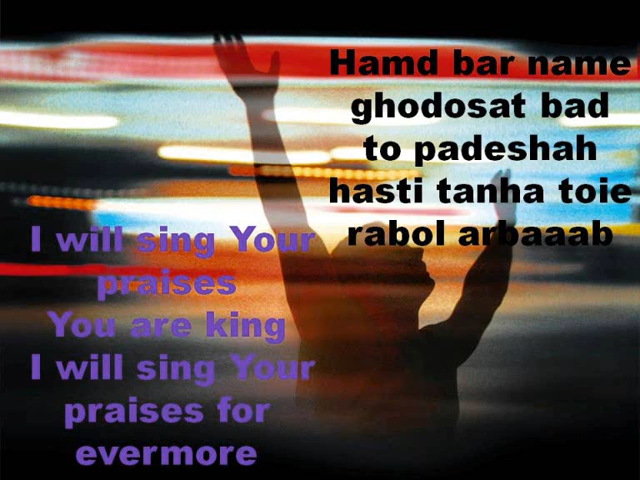 Hamd bar name
ghodosat bad
to padeshah
hasti tanha toie
rabol arbaaab
I will sing Your
praises
You are king
I will sing Your
praises for
evermore